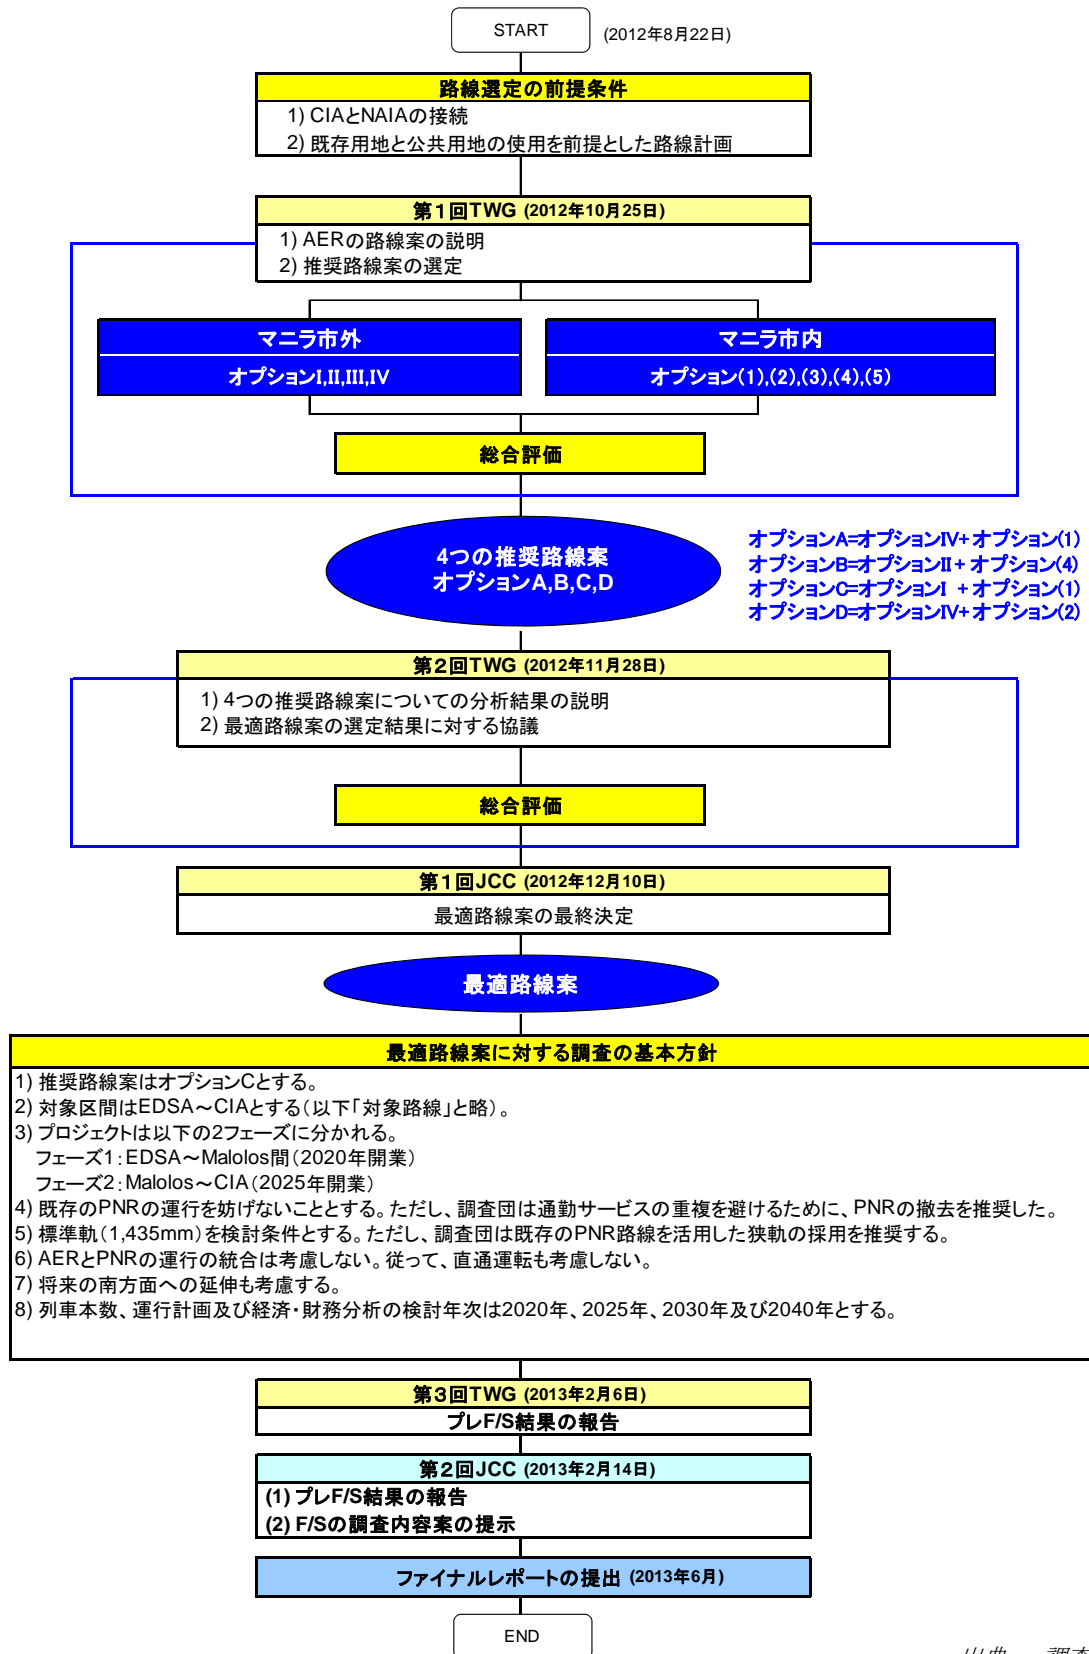 START
(2012年8月22日)
路線選定の前提条件
1) CIAとNAIAの接続
2) 既存用地と公共用地の使用を前提とした路線計画
第1回TWG (2012年10月25日)
1) AERの路線案の説明
2) 推奨路線案の選定
マニラ市外
オプションI,II,III,IV
マニラ市内
オプション(1),(2),(3),(4),(5)
総合評価
4つの推奨路線案
オプションA,B,C,D
オプションA=オプションIV+オプション(1)
オプションB=オプションII+オプション(4)
オプションC=オプションI +オプション(1)
オプションD=オプションIV+オプション(2)
第2回TWG (2012年11月28日)
1) 4つの推奨路線案についての分析結果の説明
2) 最適路線案の選定結果に対する協議
総合評価
第1回JCC (2012年12月10日)
最適路線案の最終決定
最適路線案
最適路線案に対する調査の基本方針
1) 推奨路線案はオプションCとする。
2) 対象区間はEDSA～CIAとする(以下「対象路線」と略)。
3) プロジェクトは以下の2フェーズに分かれる。
フェーズ1:EDSA～Malolos間(2020年開業)
フェーズ2:Malolos～CIA(2025年開業)
4) 既存のPNRの運行を妨げないこととする。ただし、調査団は通勤サービスの重複を避けるために、PNRの撤去を推奨した。
5) 標準軌(1,435mm)を検討条件とする。ただし、調査団は既存のPNR路線を活用した狭軌の採用を推奨する。
6) AERとPNRの運行の統合は考慮しない。従って、直通運転も考慮しない。
7) 将来の南方面への延伸も考慮する。
8) 列車本数、運行計画及び経済・財務分析の検討年次は2020年、2025年、2030年及び2040年とする。
第3回TWG (2013年2月6日)
プレF/S結果の報告
第2回JCC (2013年2月14日)
(1) プレF/S結果の報告
(2) F/Sの調査内容案の提示
ファイナルレポートの提出 (2013年6月)
END